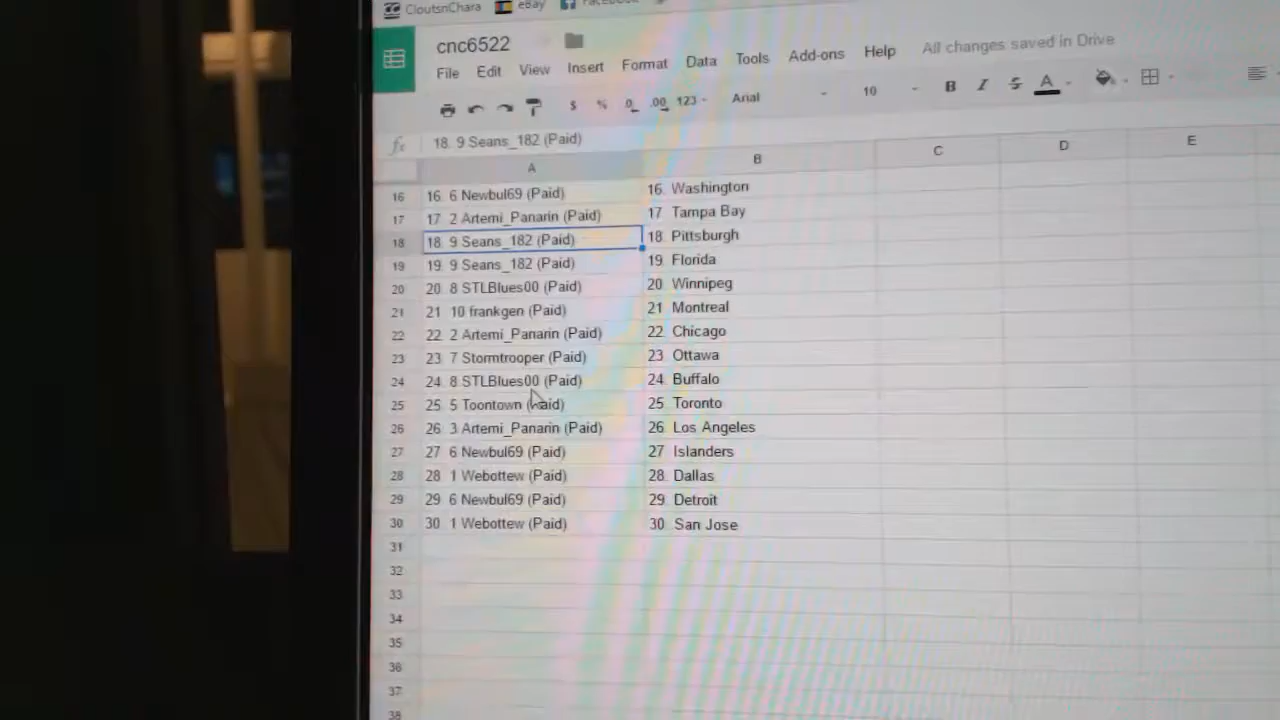 CloutsnChara eBay Facebook
cnc6522
File Edit View Insert Format Data Tools Add-ons Help All changes saved in Drive
$ % .0 .00 123 Arial 10 B I S A
fx 18. 9 Seans_182 (Paid)
A B C D E
16 16. 6 Newbul69 (Paid) 16. Washington
17 17. 2 Artemi_Panarin (Paid) 17. Tampa Bay
18 18. 9 Seans_182 (Paid) 18. Pittsburgh
19 19. 9 Seans_182 (Paid) 19. Florida
20 20. 8 STLBlues00 (Paid) 20. Winnipeg
21 21. 10 frankgen (Paid) 21. Montreal
22 22. 2 Artemi_Panarin (Paid) 22. Chicago
23 23. 7 Stormtrooper (Paid) 23. Ottawa
24 24. 8 STLBlues00 (Paid) 24. Buffalo
25 25. 5 Toontown (Paid) 25. Toronto
26 26. 3 Artemi_Panarin (Paid) 26. Los Angeles
27 27. 6 Newbul69 (Paid) 27. Islanders
28 28. 1 Webottew (Paid) 28. Dallas
29 29. 6 Newbul69 (Paid) 29. Detroit
30 30. 1 Webottew (Paid) 30. San Jose
31
32
33
34
35
36
37
38